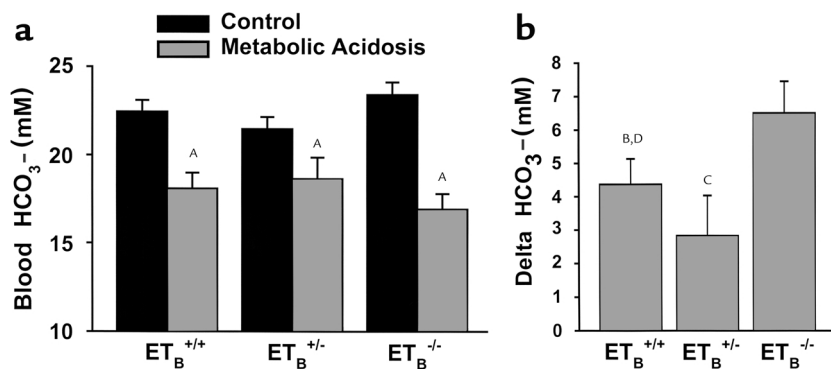 a
Control
Metabolic Acidosis
Blood HCO3− (mM)
25
20
15
10
A
A
A
ETB+/+
ETB+/-
ETB-/-
b
Delta HCO3− (mM)
8
7
6
5
4
3
2
1
0
B,D
C
ETB+/+
ETB+/-
ETB-/-